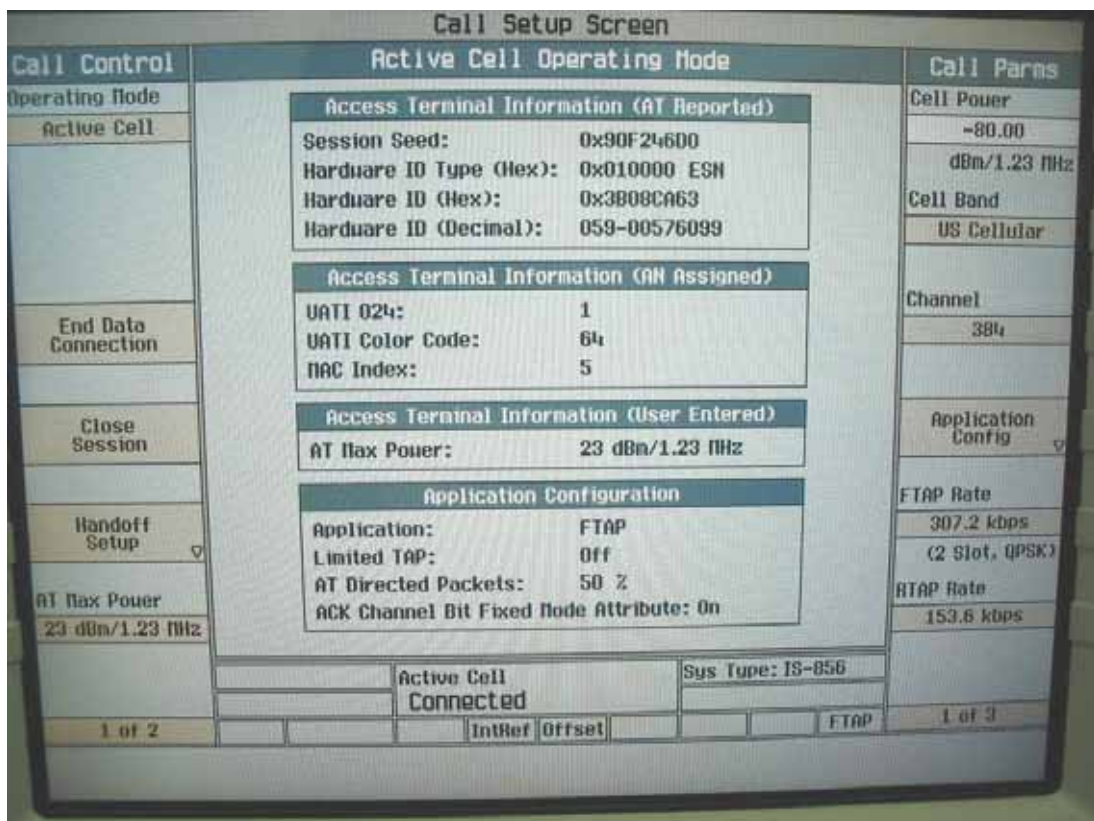 Call Setup Screen
Call Control
Operating Mode
Active Cell
End Data
Connection
Close
Session
Handoff
Setup
AT Max Power
23 dBm/1.23 MHz
1 of 2
Active Cell Operating Mode
Access Terminal Information (AT Reported)
Session Seed: 0x90F246D0
Hardware ID Type (Hex): 0x010000 ESN
Hardware ID (Hex): 0x3B08CA63
Hardware ID (Decimal): 059-00576099
Access Terminal Information (AN Assigned)
UATI 024: 1
UATI Color Code: 64
MAC Index: 5
Access Terminal Information (User Entered)
AT Max Power: 23 dBm/1.23 MHz
Application Configuration
Application: FTAP
Limited TAP: Off
AT Directed Packets: 50 %
ACK Channel Bit Fixed Mode Attribute: On
Active Cell
Connected
Sys Type: IS-856
IntRef Offset
FTAP
Call Parms
Cell Power
-80.00
dBm/1.23 MHz
Cell Band
US Cellular
Channel
384
Application
Config
FTAP Rate
307.2 kbps
(2 Slot, QPSK)
RTAP Rate
153.6 kbps
1 of 3